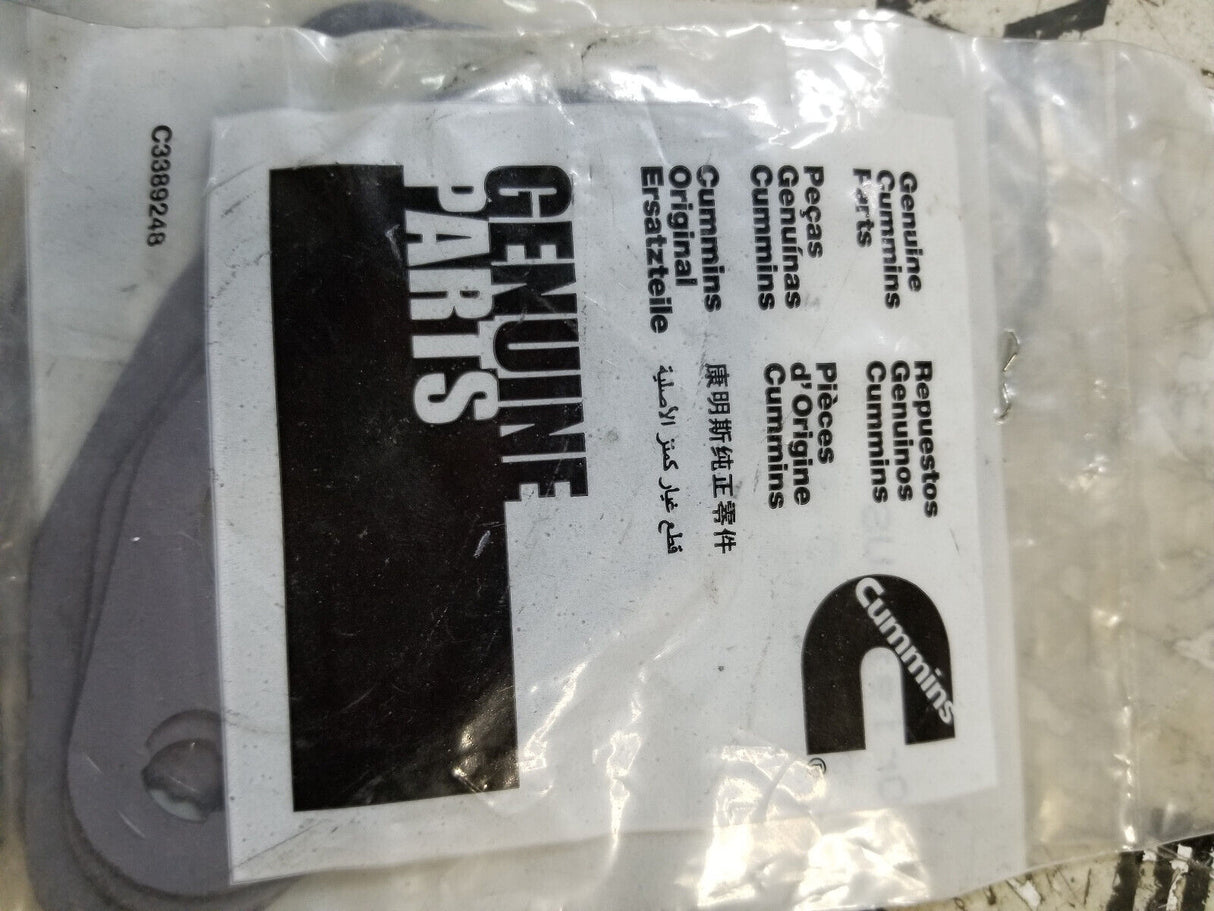 Genuine
Cummins
Parts
Repuestos
Genuinos
Cummins
Peças
Genuínas
Cummins
Pièces
d'Origine
Cummins
Cummins
Original
Ersatzteile
康明斯纯正零件
قطع غيار كمنز الأصلية
Cummins
®
GENUINE
PARTS
C3389248